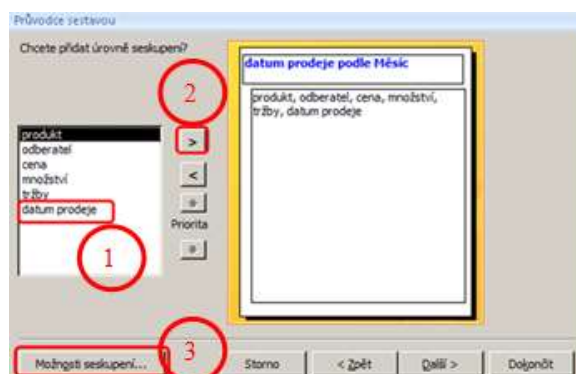 Průvodce sestavou
Chcete přidat úrovně seskupení?
produkt
odberatel
cena
množství
tržby
datum prodeje
1
2
>
<
Priorita
datum prodeje podle Měsíc
produkt, odberatel, cena, množství,
tržby, datum prodeje
Možnosti seskupení...
3
Storno
< Zpět
Další >
Dokončit